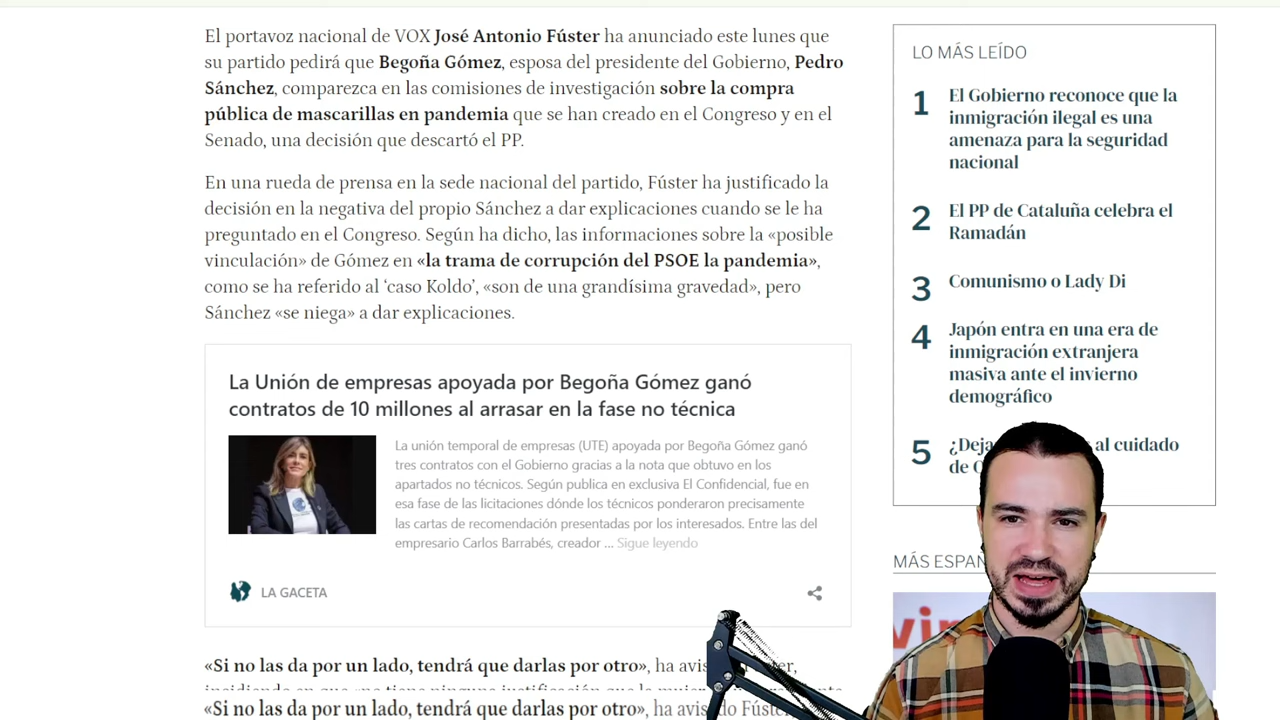 El portavoz nacional de VOX José Antonio Fúster ha anunciado este lunes que
su partido pedirá que Begoña Gómez, esposa del presidente del Gobierno, Pedro
Sánchez, comparezca en las comisiones de investigación sobre la compra
pública de mascarillas en pandemia que se han creado en el Congreso y en el
Senado, una decisión que descartó el PP.
En una rueda de prensa en la sede nacional del partido, Fúster ha justificado la
decisión en la negativa del propio Sánchez a dar explicaciones cuando se le ha
preguntado en el Congreso. Según ha dicho, las informaciones sobre la «posible
vinculación» de Gómez en «la trama de corrupción del PSOE la pandemia»,
como se ha referido al ‘caso Koldo’, «son de una grandísima gravedad», pero
Sánchez «se niega» a dar explicaciones.
La Unión de empresas apoyada por Begoña Gómez ganó
contratos de 10 millones al arrasar en la fase no técnica
La unión temporal de empresas (UTE) apoyada por Begoña Gómez ganó
tres contratos con el Gobierno gracias a la nota que obtuvo en los
apartados no técnicos. Según publica en exclusiva El Confidencial, fue en
esa fase de las licitaciones dónde los técnicos ponderaron precisamente
las cartas de recomendación presentadas por los interesados. Entre las del
empresario Carlos Barrabés, creador ... Sigue leyendo
LA GACETA
«Si no las da por un lado, tendrá que darlas por otro», ha
«Si no las da por un lado, tendrá que darlas por otro», ha
LO MÁS LEÍDO
1 El Gobierno reconoce que la
inmigración ilegal es una
amenaza para la seguridad
nacional
2 El PP de Cataluña celebra el
Ramadán
3 Comunismo o Lady Di
4 Japón entra en una era de
inmigración extranjera
masiva ante el invierno
demográfico
5 al cuidado
de
MÁS